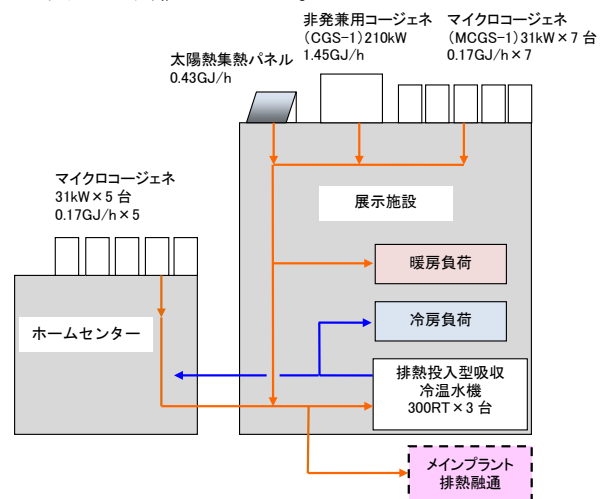 非発兼用コージェネ
(CGS-1)210kW
1.45GJ/h
マイクロコージェネ
(MCGS-1)31kW×7 台
0.17GJ/h×7
太陽熱集熱パネル
0.43GJ/h
マイクロコージェネ
31kW×5 台
0.17GJ/h×5
展示施設
暖房負荷
冷房負荷
ホームセンター
排熱投入型吸収
冷温水機
300RT×3 台
メインプラント
排熱融通